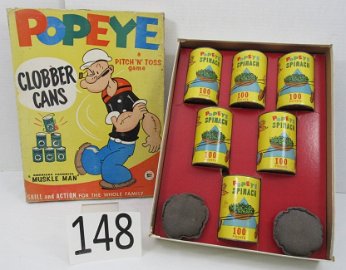 POPEYE
a
PITCH 'N' TOSS
game
CLOBBER
CANS
MUSKLE MAN
SKILL and ACTION FOR THE WHOLE FAMILY
148
POPEYE
SPINACH
100
POPEYE
SPINACH
100
POPEYE
SPINACH
100
POPEYE
SPINACH
100
POPEYE
SPINACH
100
POPEYE
SPINACH
100